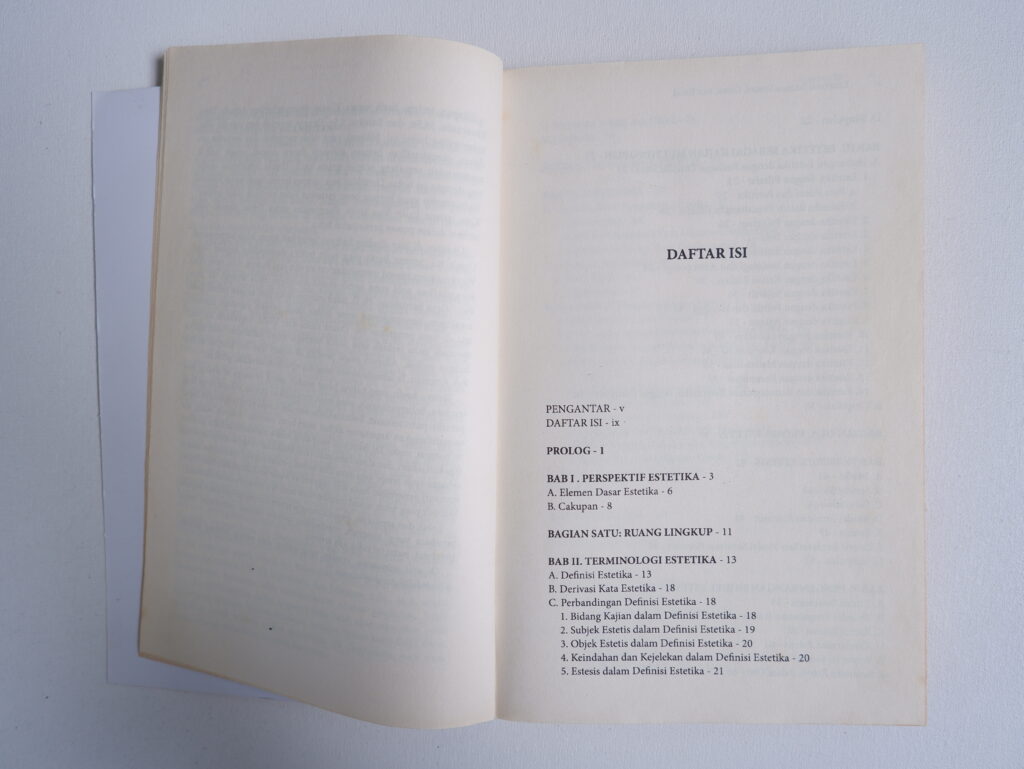 DAFTAR ISI
PENGANTAR - v
DAFTAR ISI - ix
PROLOG - 1
BAB I . PERSPEKTIF ESTETIKA - 3
A. Elemen Dasar Estetika - 6
B. Cakupan - 8
BAGIAN SATU: RUANG LINGKUP - 11
BAB II. TERMINOLOGI ESTETIKA - 13
A. Definisi Estetika - 13
B. Derivasi Kata Estetika - 18
C. Perbandingan Definisi Estetika - 18
1. Bidang Kajian dalam Definisi Estetika - 18
2. Subjek Estetis dalam Definisi Estetika - 19
3. Objek Estetis dalam Definisi Estetika - 20
4. Keindahan dan Kejelekan dalam Definisi Estetika - 20
5. Estesis dalam Definisi Estetika - 21